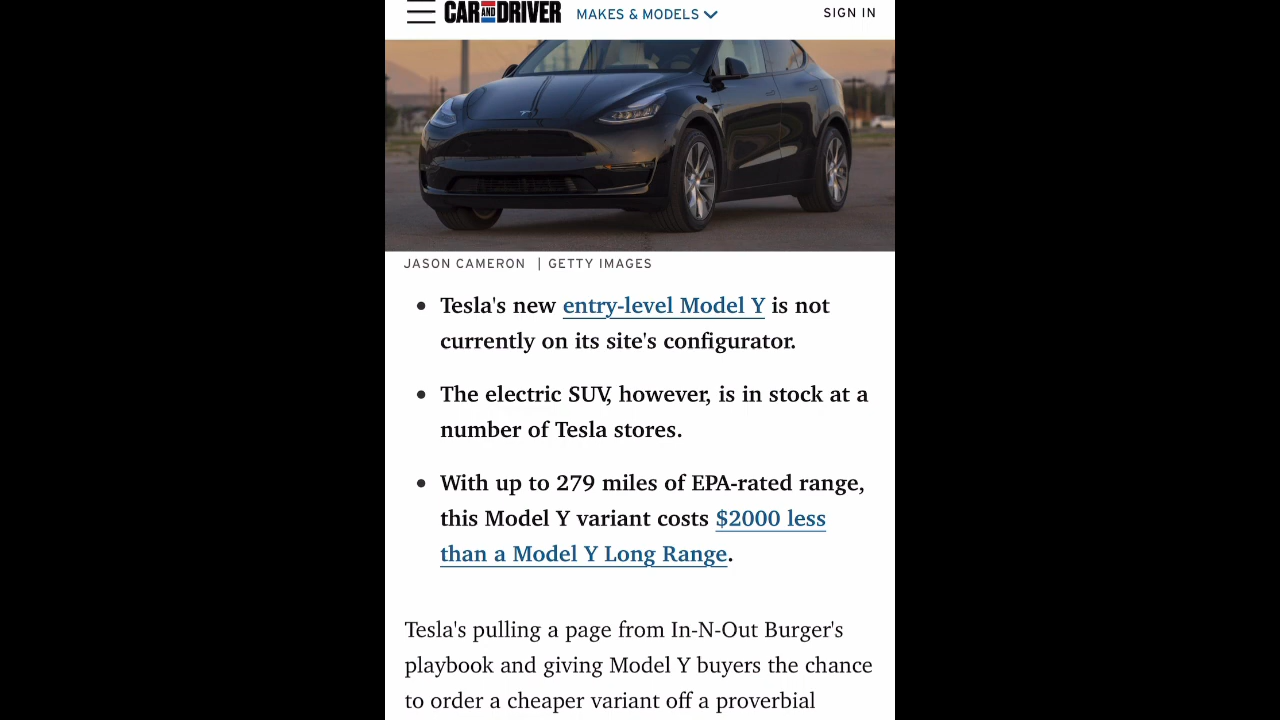 CAR AND DRIVER MAKES & MODELS SIGN IN
JASON CAMERON | GETTY IMAGES
• Tesla's new entry-level Model Y is not
currently on its site's configurator.
• The electric SUV, however, is in stock at a
number of Tesla stores.
• With up to 279 miles of EPA-rated range,
this Model Y variant costs $2000 less
than a Model Y Long Range.
Tesla's pulling a page from In-N-Out Burger's
playbook and giving Model Y buyers the chance
to order a cheaper variant off a proverbial